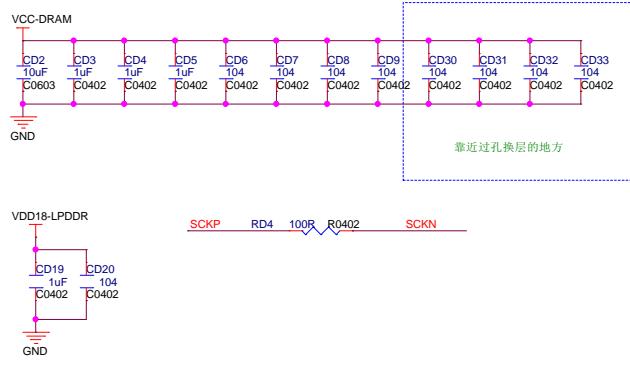 VCC-DRAM
CD2 CD3 CD4 CD5 CD6 CD7 CD8 CD9 CD30 CD31 CD32 CD33
10uF 1uF 1uF 1uF 104 104 104 104 104 104 104 104
C0603 C0402 C0402 C0402 C0402 C0402 C0402 C0402 C0402 C0402 C0402 C0402
GND
靠近过孔换层的地方
VDD18-LPDDR
SCKP RD4 100R R0402 SCKN
CD19 CD20
1uF 104
C0402 C0402
GND